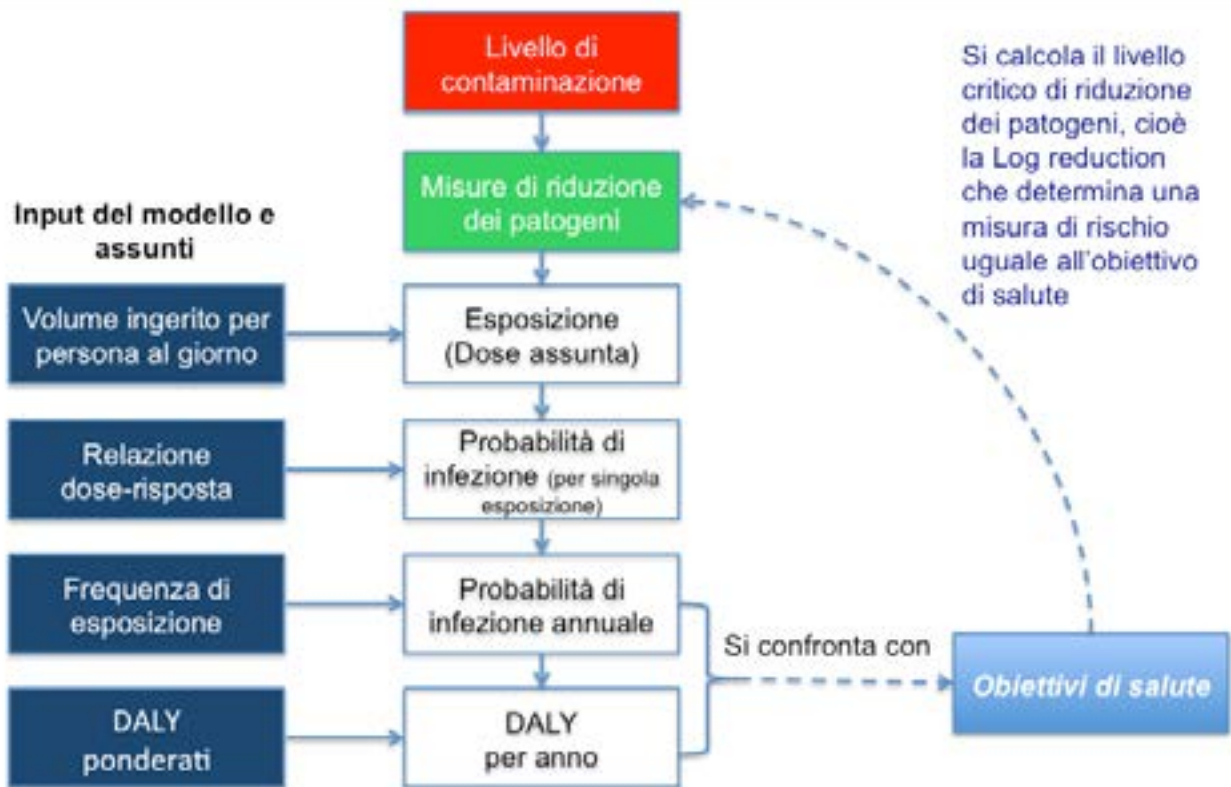 Livello di
contaminazione
Si calcola il livello
critico di riduzione
dei patogeni, cioè
la Log reduction
che determina una
misura di rischio
uguale all'obiettivo
di salute
Misure di riduzione
dei patogeni
Input del modello e
assunti
Volume ingerito per
persona al giorno
Esposizione
(Dose assunta)
Relazione
dose-risposta
Probabilità di
infezione (per singola
esposizione)
Frequenza di
esposizione
Probabilità di
infezione annuale
Si confronta con
Obiettivi di salute
DALY
ponderati
DALY
per anno